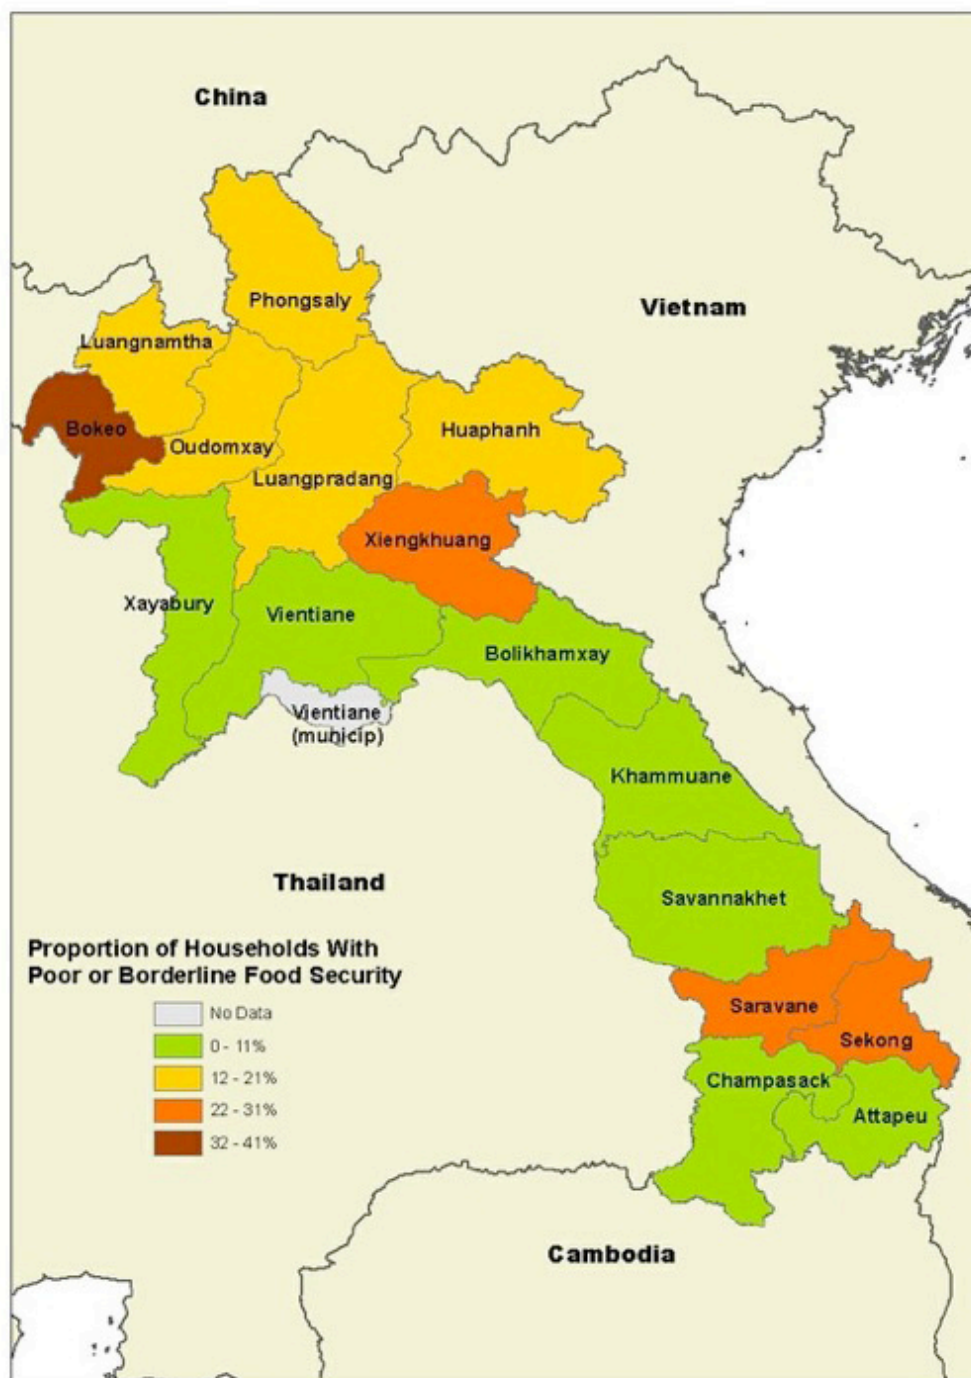 China
Vietnam
Phongsaly
Luangnamtha
Bokeo
Oudomxay
Huaphanh
Luangpradang
Xiengkhuang
Xayabury
Vientiane
Bolikhamxay
Vientiane
(municip)
Khammuane
Thailand
Savannakhet
Proportion of Households With
Poor or Borderline Food Security
No Data
0 - 11%
12 - 21%
22 - 31%
32 - 41%
Saravane
Sekong
Champasack
Attapeu
Cambodia